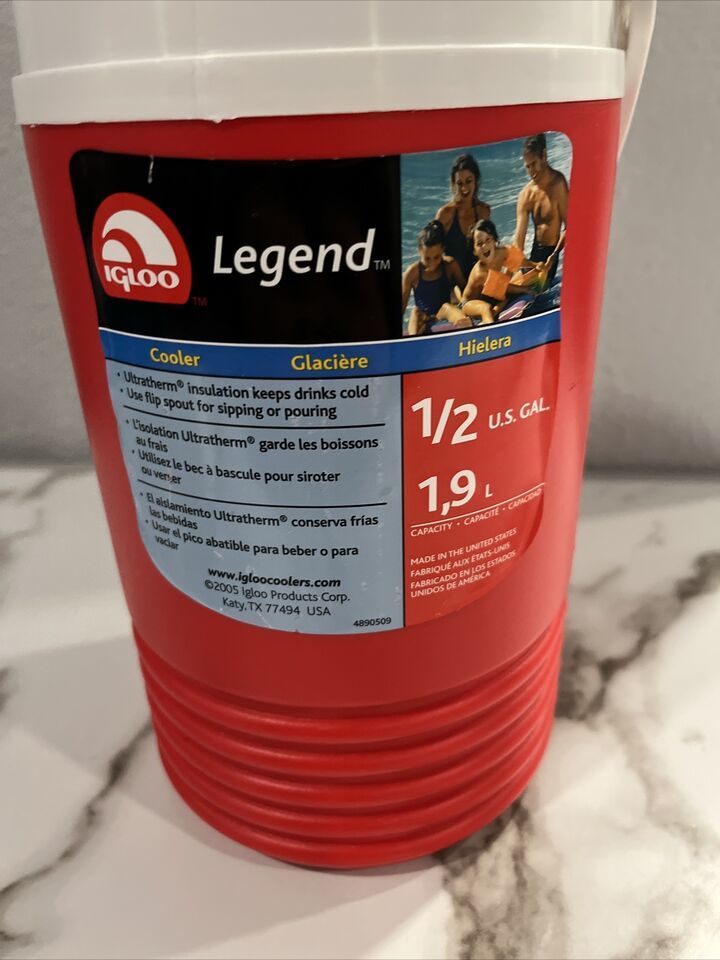 IGLOO
TM
Legend™
Cooler
Glacière
Hielera
• Ultratherm® insulation keeps drinks cold
• Use flip spout for sipping or pouring
• L'isolation Ultratherm® garde les boissons
au frais
• Utilisez le bec à bascule pour siroter
ou verser
• El aislamiento Ultratherm® conserva frías
las bebidas
• Usar el pico abatible para beber o para
vaciar
www.igloocoolers.com
©2005 Igloo Products Corp.
Katy, TX 77494 USA
4890509
1/2 U.S. GAL.
1,9 L
CAPACITY • CAPACITÉ • CAPACIDAD
MADE IN THE UNITED STATES
FABRIQUÉ AUX ÉTATS-UNIS
FABRICADO EN LOS ESTADOS
UNIDOS DE AMÉRICA